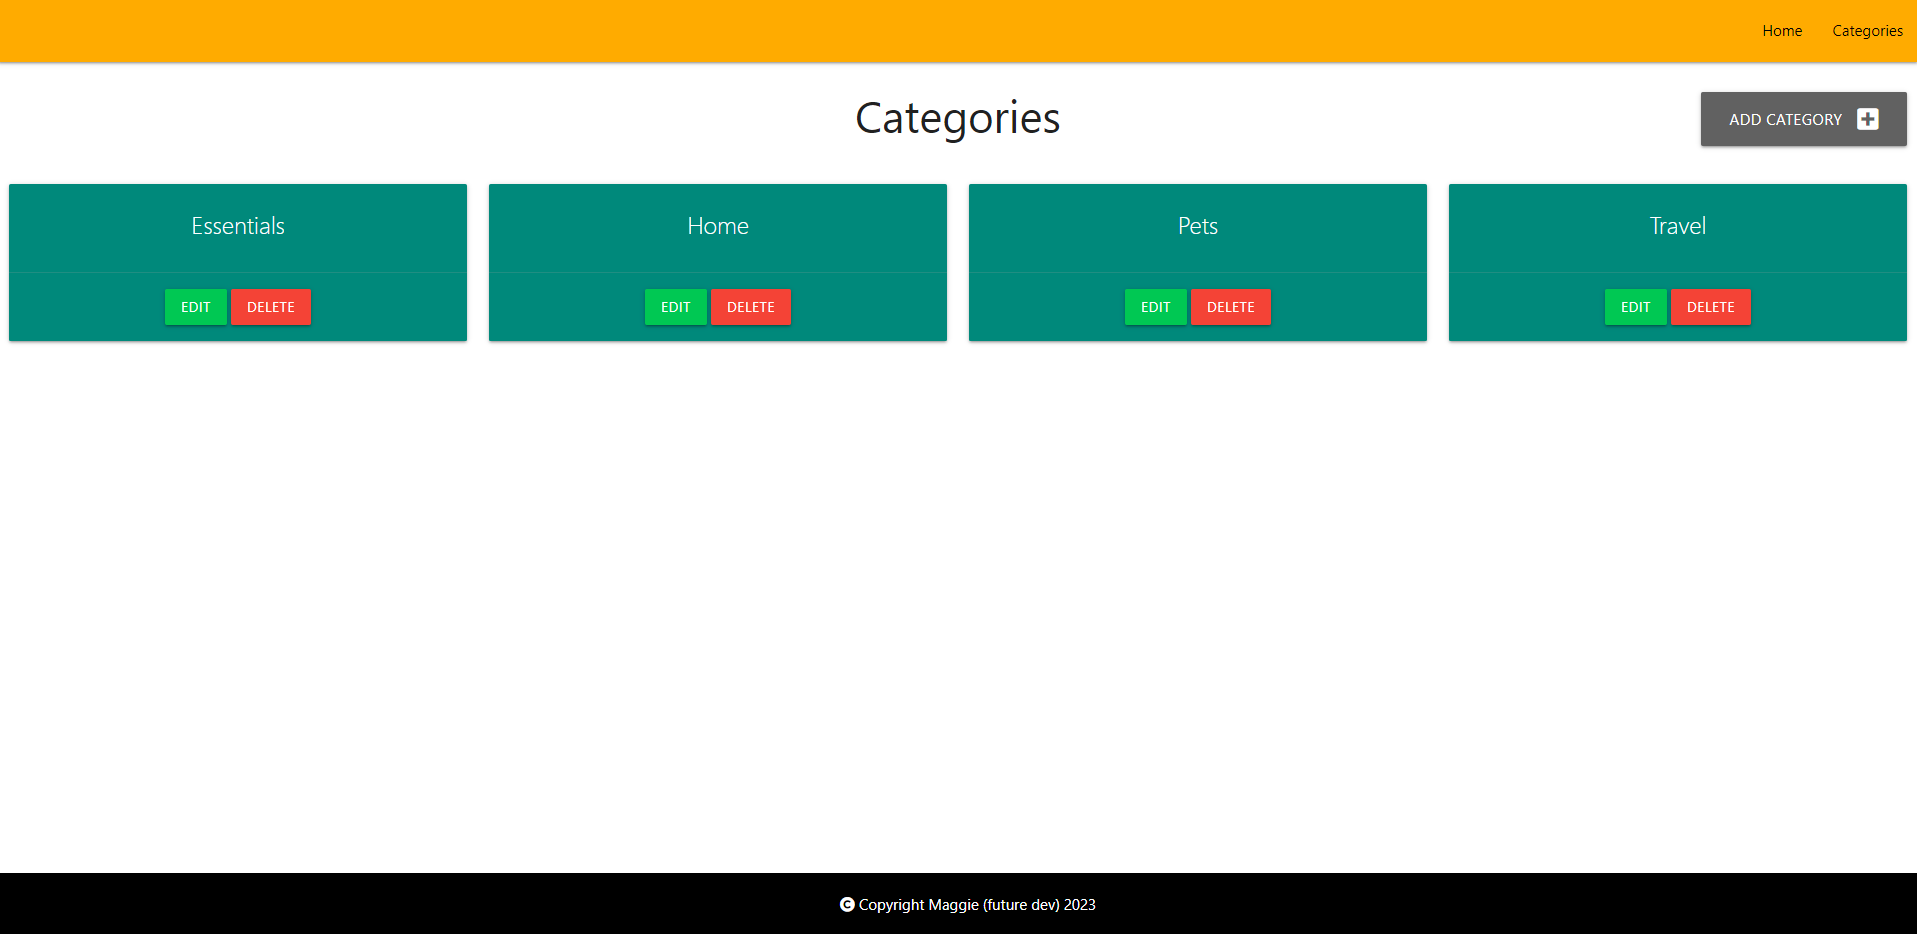 Home Categories
Categories
ADD CATEGORY
Essentials
EDIT DELETE
Home
EDIT DELETE
Pets
EDIT DELETE
Travel
EDIT DELETE
© Copyright Maggie (future dev) 2023